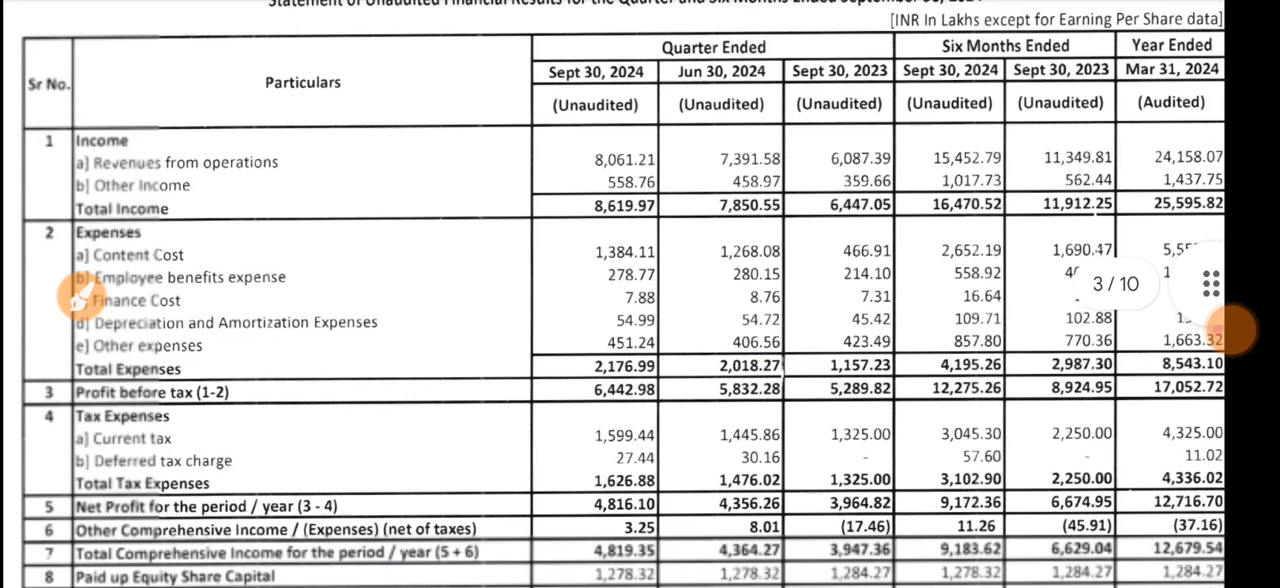 Statement of Unaudited Financial Results for the Quarter and Six Months Ended September 30,
[INR In Lakhs except for Earning Per Share data]
Sr No. Particulars Quarter Ended Six Months Ended Year Ended
Sept 30, 2024 Jun 30, 2024 Sept 30, 2023 Sept 30, 2024 Sept 30, 2023 Mar 31, 2024
(Unaudited) (Unaudited) (Unaudited) (Unaudited) (Unaudited) (Audited)
1 Income
a] Revenues from operations 8,061.21 7,391.58 6,087.39 15,452.79 11,349.81 24,158.07
b] Other Income 558.76 458.97 359.66 1,017.73 562.44 1,437.75
Total Income 8,619.97 7,850.55 6,447.05 16,470.52 11,912.25 25,595.82
2 Expenses
a] Content Cost 1,384.11 1,268.08 466.91 2,652.19 1,690.47
b] Employee benefits expense 278.77 280.15 214.10 558.92
Finance Cost 7.88 8.76 7.31 16.64
3 / 10
d] Depreciation and Amortization Expenses 54.99 54.72 45.42 109.71 102.88
e] Other expenses 451.24 406.56 423.49 857.80 770.36 1,663.32
Total Expenses 2,176.99 2,018.27 1,157.23 4,195.26 2,987.30 8,543.10
3 Profit before tax (1-2) 6,442.98 5,832.28 5,289.82 12,275.26 8,924.95 17,052.72
4 Tax Expenses
a] Current tax 1,599.44 1,445.86 1,325.00 3,045.30 2,250.00 4,325.00
b] Deferred tax charge 27.44 30.16 - 57.60 - 11.02
Total Tax Expenses 1,626.88 1,476.02 1,325.00 3,102.90 2,250.00 4,336.02
5 Net Profit for the period / year (3 - 4) 4,816.10 4,356.26 3,964.82 9,172.36 6,674.95 12,716.70
6 Other Comprehensive Income / (Expenses) (net of taxes) 3.25 8.01 (17.46) 11.26 (45.91) (37.16)
7 Total Comprehensive Income for the period / year (5 + 6) 4,819.35 4,364.27 3,947.36 9,183.62 6,629.04 12,679.54
8 Paid up Equity Share Capital 1,278.32 1,278.32 1,284.27 1,278.32 1,284.27 1,284.27